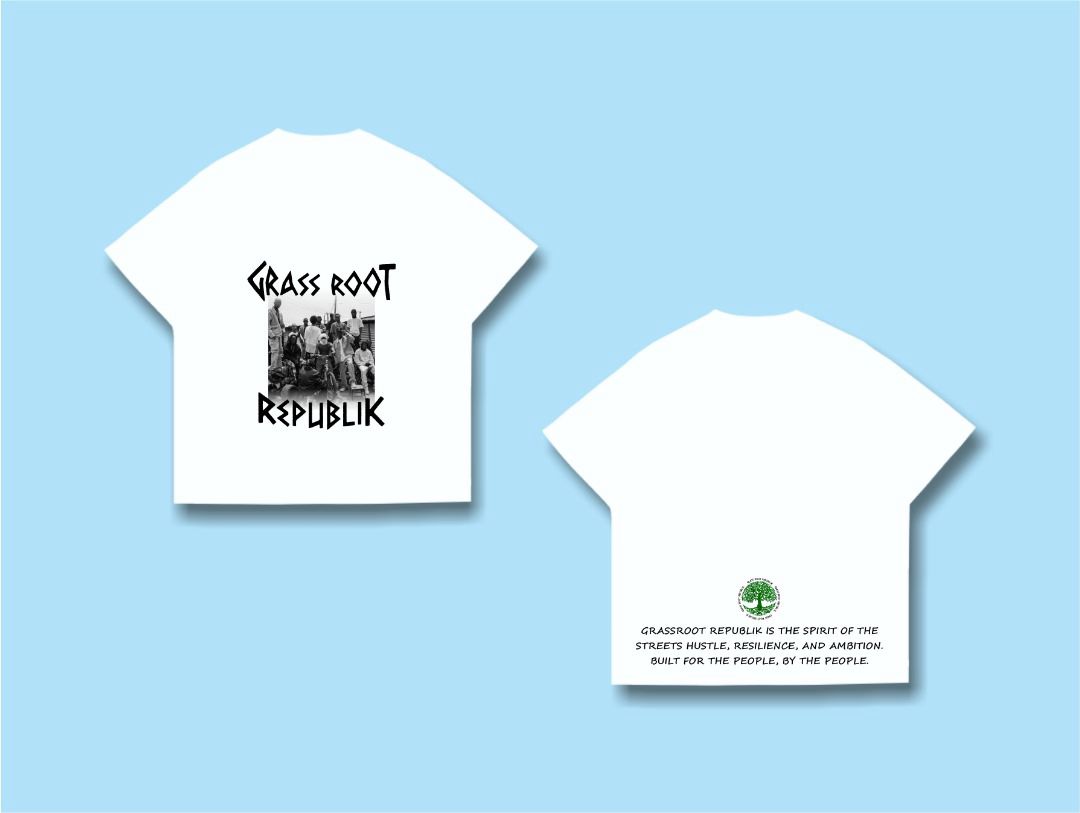 GRASS ROOT
REPUBLIK
GRASSROOT REPUBLIK IS THE SPIRIT OF THE
STREETS HUSTLE, RESILIENCE, AND AMBITION.
BUILT FOR THE PEOPLE, BY THE PEOPLE.